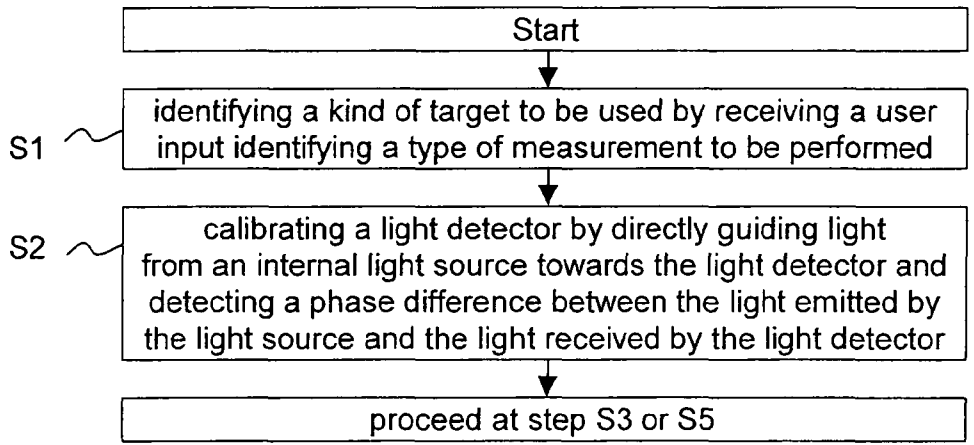 Start
S1
identifying a kind of target to be used by receiving a user
input identifying a type of measurement to be performed
S2
calibrating a light detector by directly guiding light
from an internal light source towards the light detector and
detecting a phase difference between the light emitted by
the light source and the light received by the light detector
proceed at step S3 or S5